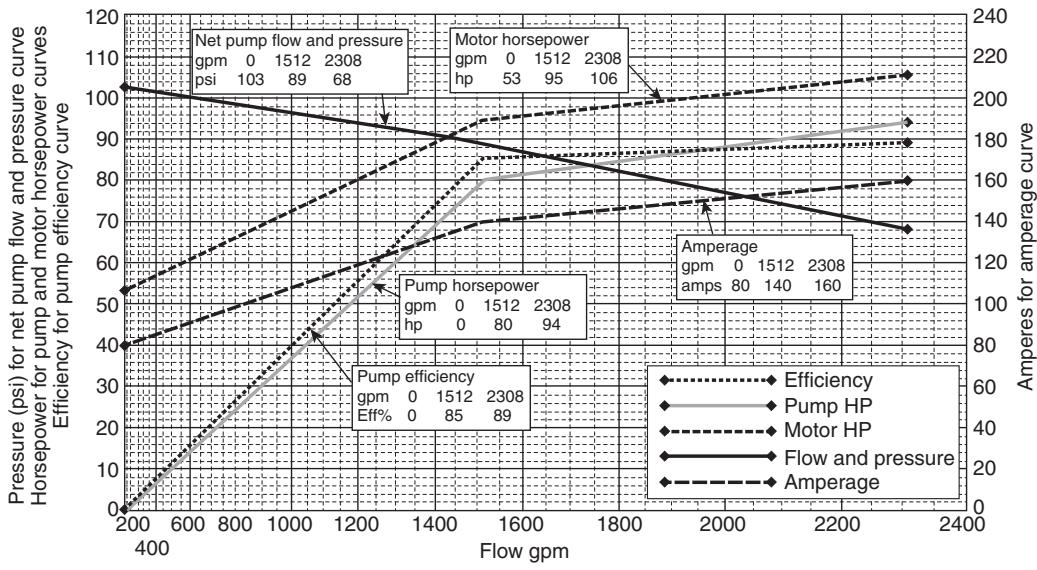 Pressure (psi) for net pump flow and pressure curve
Horsepower for pump and motor horsepower curves
Efficiency for pump efficiency curve
120
110
100
90
80
70
60
50
40
30
20
10
0
Net pump flow and pressure
gpm 0 1512 2308
psi 103 89 68
Motor horsepower
gpm 0 1512 2308
hp 53 95 106
Amperage
gpm 0 1512 2308
amps 80 140 160
Pump horsepower
gpm 0 1512 2308
hp 0 80 94
Pump efficiency
gpm 0 1512 2308
Eff% 0 85 89
Efficiency
Pump HP
Motor HP
Flow and pressure
Amperage
240
220
200
180
160
140
120
100
80
60
40
20
0
Amperes for amperage curve
200 600 800 1000 1200 1400 1600 1800 2000 2200 2400
400
Flow gpm